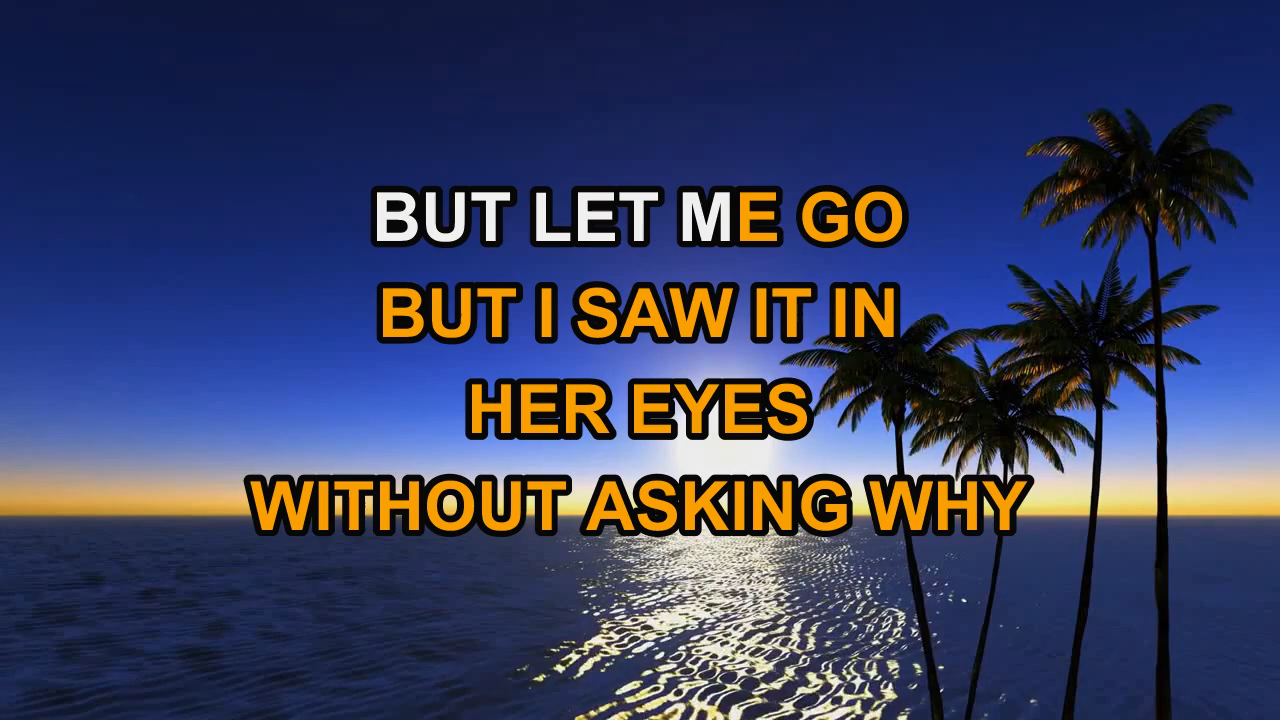 BUT LET ME GO
BUT I SAW IT IN
HER EYES
WITHOUT ASKING WHY